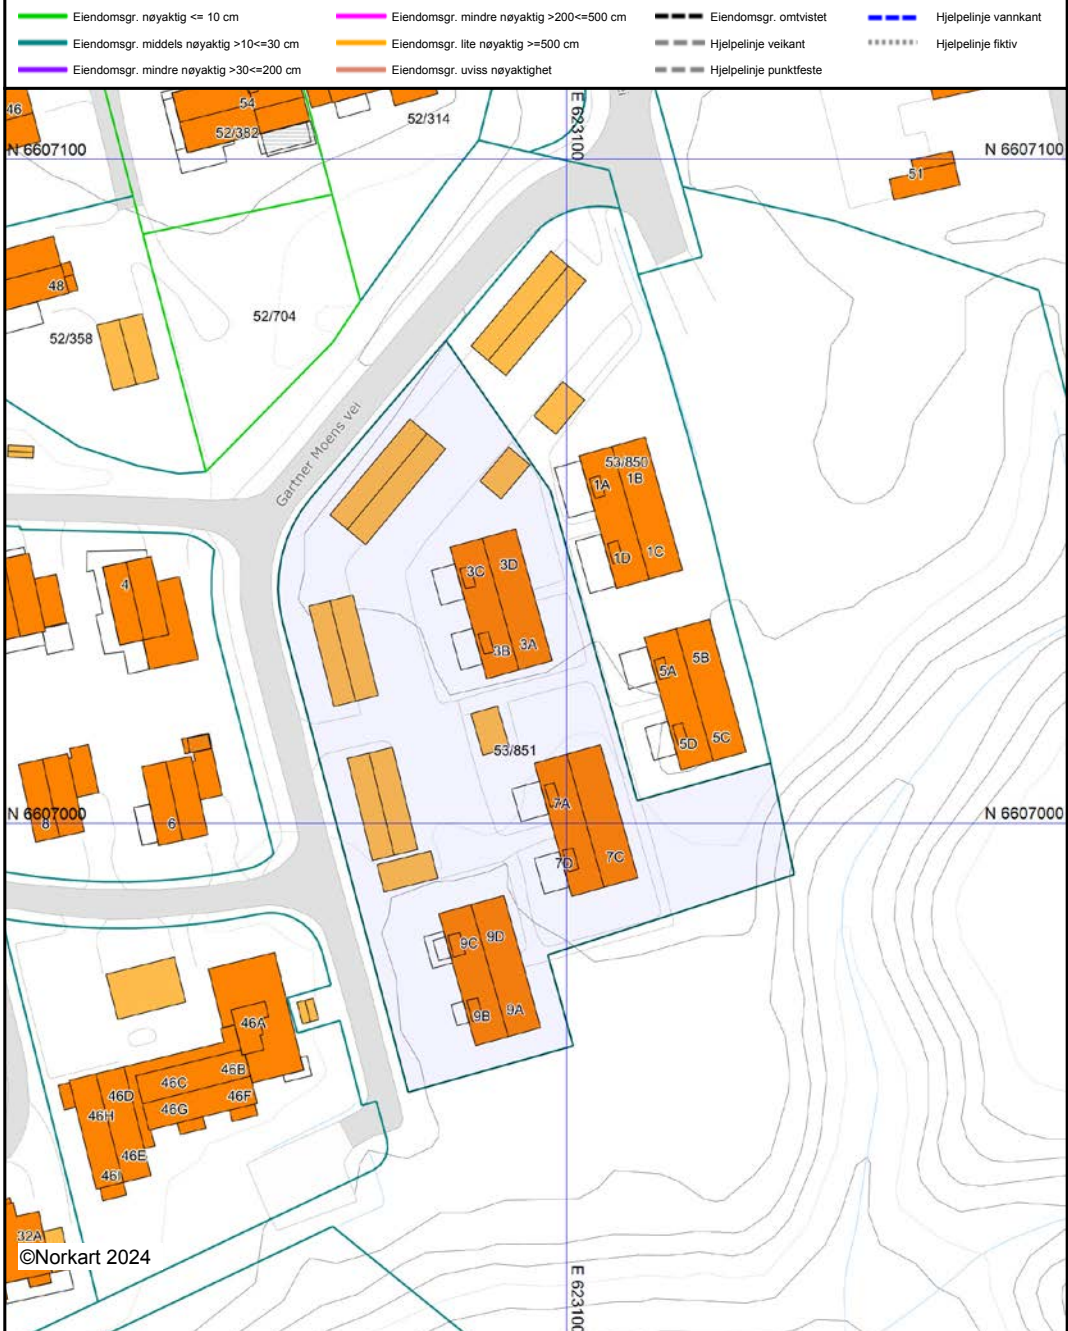 Eiendomsgr. nøyaktig <= 10 cm
Eiendomsgr. mindre nøyaktig >200<=500 cm
Eiendomsgr. omtvistet
Hjelpelinje vannkant
Eiendomsgr. middels nøyaktig >10<=30 cm
Eiendomsgr. lite nøyaktig >=500 cm
Hjelpelinje veikant
Hjelpelinje fiktiv
Eiendomsgr. mindre nøyaktig >30<=200 cm
Eiendomsgr. uviss nøyaktighet
Hjelpelinje punktfeste
46
54
52/382
52/314
E 623100
N 6607100
N 6607100
51
48
52/358
52/704
Gartner Moens vei
53/850
1A
1B
1D
1C
3C
3D
3B
3A
4
5A
5B
5D
5C
53/851
7A
7D
7C
N 6607000
N 6607000
8
6
9C
9D
9B
9A
46A
46B
46C
46D
46F
46G
46H
46E
46I
32A
©Norkart 2024
E 623100